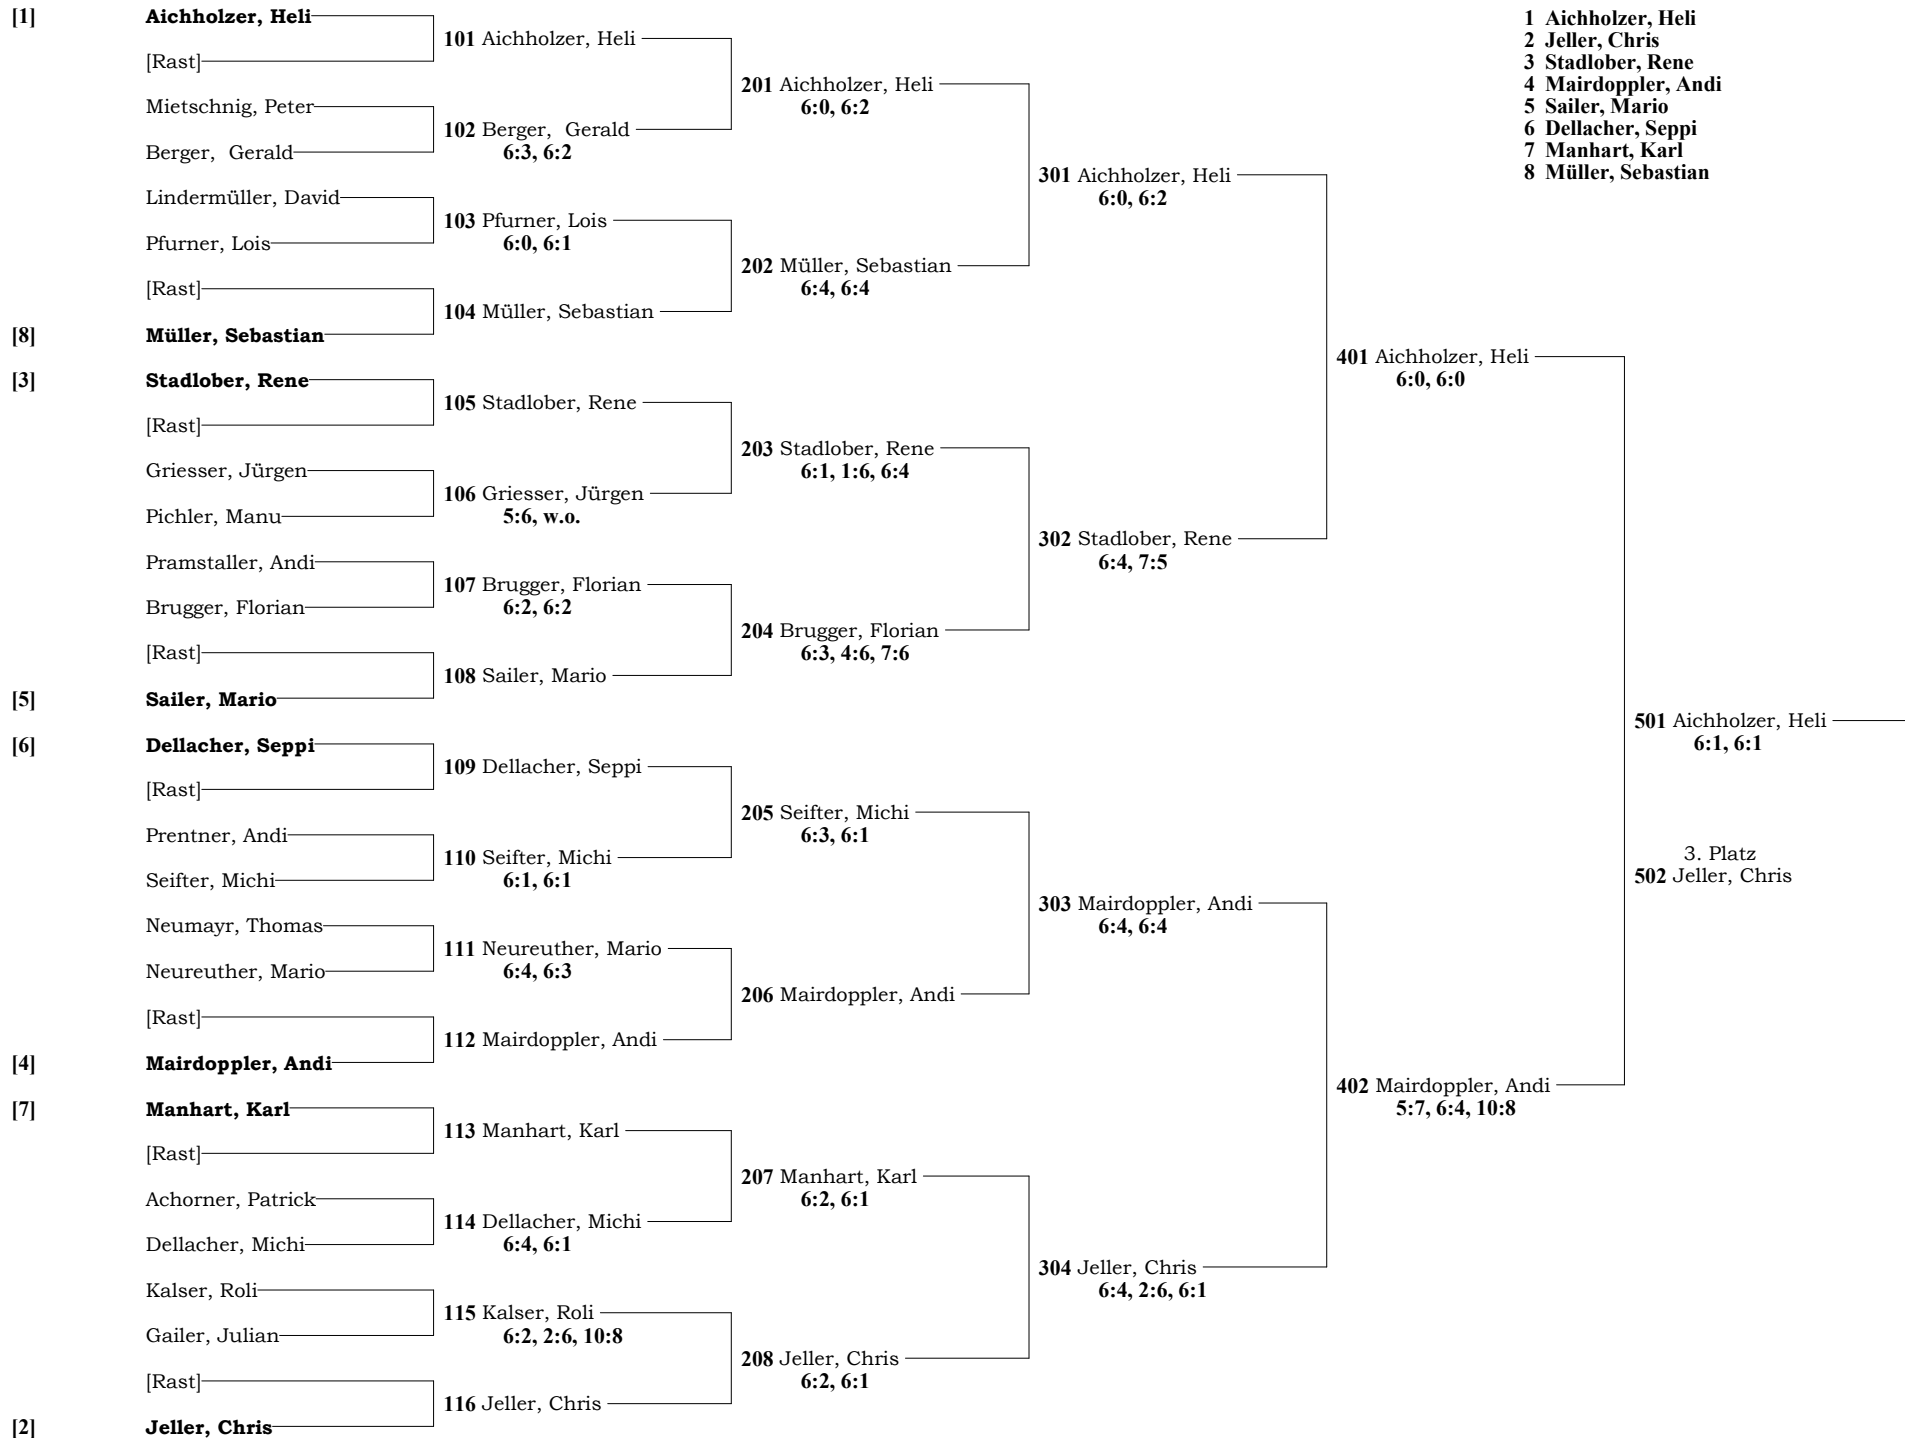 [1] Aichholzer, Heli
[Rast]
Mietschnig, Peter
Berger,  Gerald
Lindermüller, David
Pfurner, Lois
[Rast]
[8] Müller, Sebastian
[3] Stadlober, Rene
[Rast]
Griesser, Jürgen
Pichler, Manu
Pramstaller, Andi
Brugger, Florian
[Rast]
[5] Sailer, Mario
[6] Dellacher, Seppi
[Rast]
Prentner, Andi
Seifter, Michi
Neumayr, Thomas
Neureuther, Mario
[Rast]
[4] Mairdoppler, Andi
[7] Manhart, Karl
[Rast]
Achorner, Patrick
Dellacher, Michi
Kalser, Roli
Gailer, Julian
[Rast]
[2] Jeller, Chris
101 Aichholzer, Heli
102 Berger,  Gerald
6:3, 6:2
103 Pfurner, Lois
6:0, 6:1
104 Müller, Sebastian
105 Stadlober, Rene
106 Griesser, Jürgen
5:6, w.o.
107 Brugger, Florian
6:2, 6:2
108 Sailer, Mario
109 Dellacher, Seppi
110 Seifter, Michi
6:1, 6:1
111 Neureuther, Mario
6:4, 6:3
112 Mairdoppler, Andi
113 Manhart, Karl
114 Dellacher, Michi
6:4, 6:1
115 Kalser, Roli
6:2, 2:6, 10:8
116 Jeller, Chris
201 Aichholzer, Heli
6:0, 6:2
202 Müller, Sebastian
6:4, 6:4
203 Stadlober, Rene
6:1, 1:6, 6:4
204 Brugger, Florian
6:3, 4:6, 7:6
205 Seifter, Michi
6:3, 6:1
206 Mairdoppler, Andi
207 Manhart, Karl
6:2, 6:1
208 Jeller, Chris
6:2, 6:1
301 Aichholzer, Heli
6:0, 6:2
302 Stadlober, Rene
6:4, 7:5
303 Mairdoppler, Andi
6:4, 6:4
304 Jeller, Chris
6:4, 2:6, 6:1
401 Aichholzer, Heli
6:0, 6:0
402 Mairdoppler, Andi
5:7, 6:4, 10:8
501 Aichholzer, Heli
6:1, 6:1
3. Platz
502 Jeller, Chris
1 Aichholzer, Heli
2 Jeller, Chris
3 Stadlober, Rene
4 Mairdoppler, Andi
5 Sailer, Mario
6 Dellacher, Seppi
7 Manhart, Karl
8 Müller, Sebastian